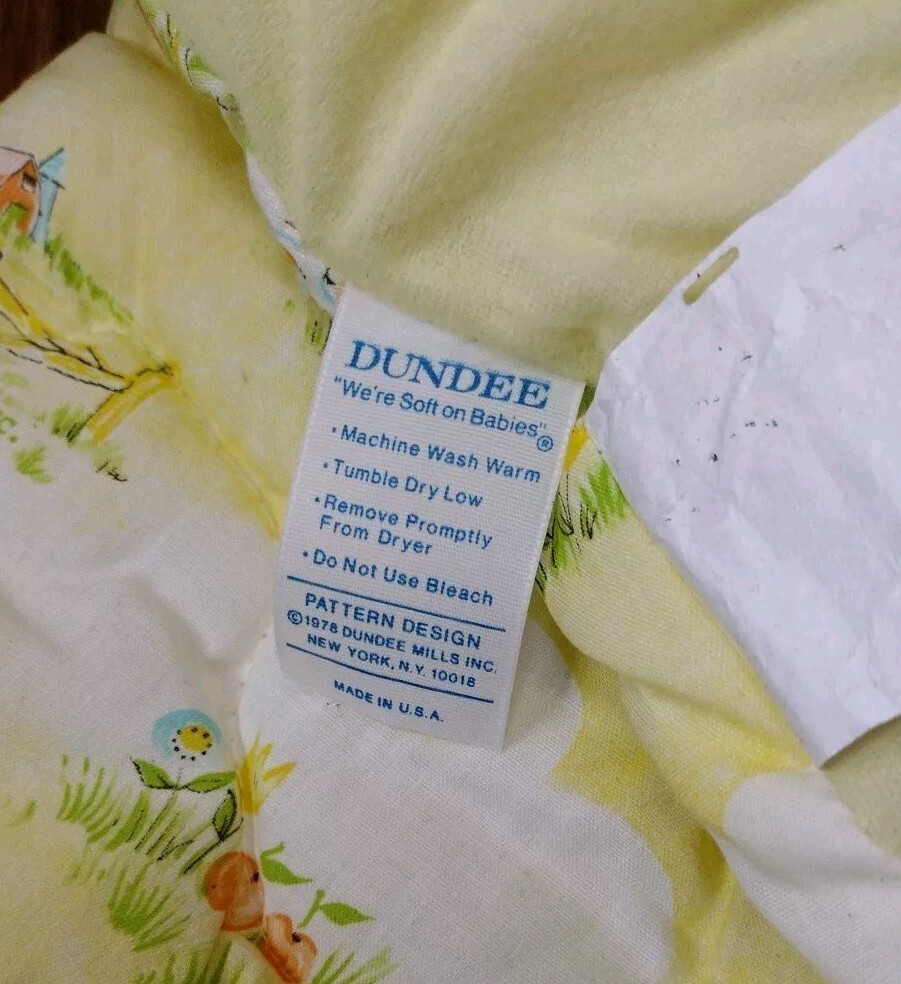 DUNDEE
"We're Soft on Babies"®
• Machine Wash Warm
• Tumble Dry Low
• Remove Promptly
From Dryer
• Do Not Use Bleach
PATTERN DESIGN
©1978 DUNDEE MILLS INC.
NEW YORK, N.Y. 10018
MADE IN U.S.A.